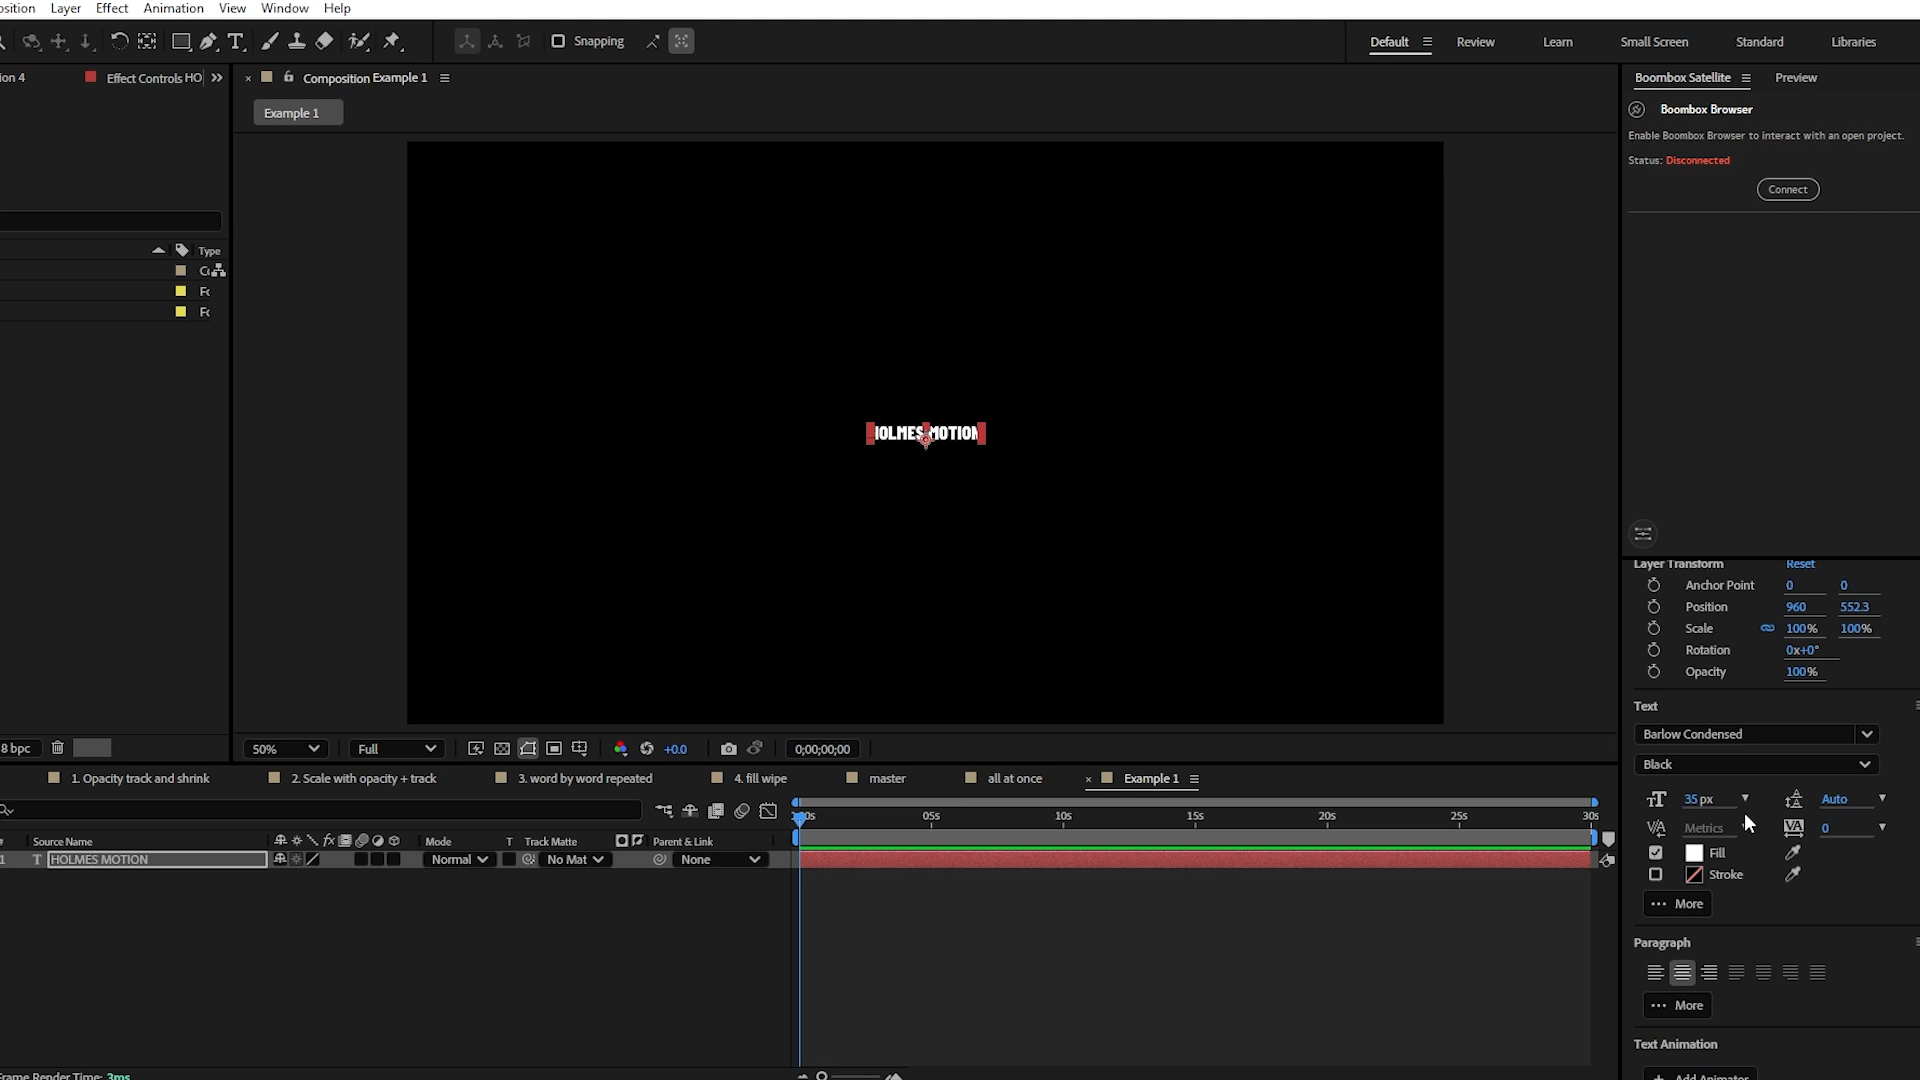 osition Layer Effect Animation View Window Help
Snapping Default Review Learn Small Screen Standard Libraries
ion 4 Effect Controls HO Composition Example 1 Boombox Satellite Preview
Example 1
Boombox Browser
Enable Boombox Browser to interact with an open project.
Status: Disconnected
Connect
Type
Fc
Fc
HOLMES MOTION
Layer Transform Reset
Anchor Point 0 0
Position 960 552.3
Scale 100% 100%
Rotation 0x+0°
Opacity 100%
Text
Barlow Condensed
Black
35 px Auto
Metrics 0
Fill
Stroke
More
Paragraph
More
Text Animation
Add Animator
8 bpc 50% Full +0.0 0;00;00;00
1. Opacity track and shrink 2. Scale with opacity + track 3. word by word repeated 4. fill wipe master all at once Example 1
05s 10s 15s 20s 25s 30s
Source Name Mode T Track Matte Parent & Link
1 T HOLMES MOTION Normal No Mat None
Frame Render Time: 3ms